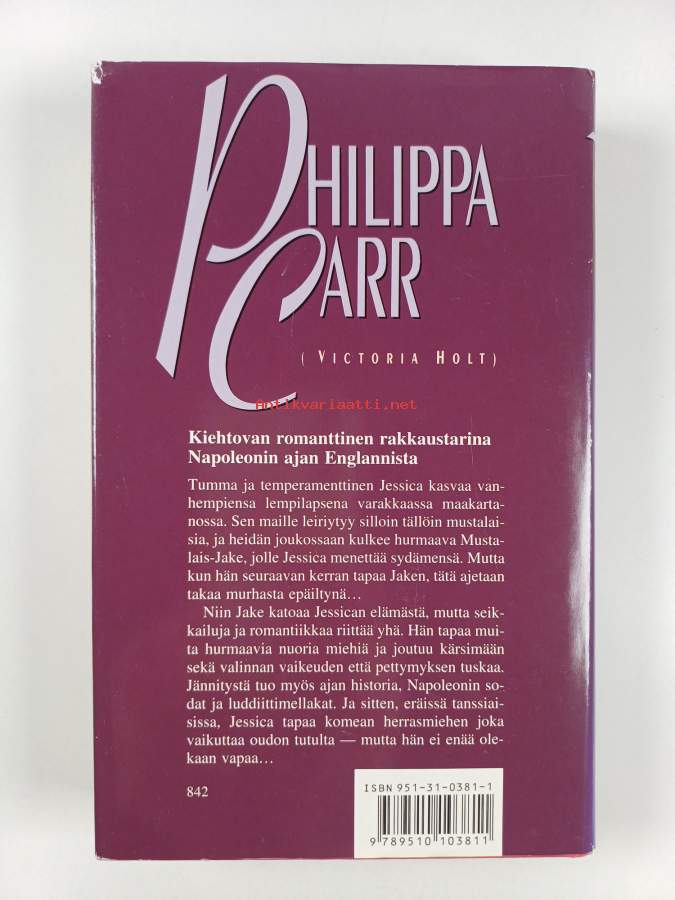 PHILIPPA
CARR
( VICTORIA HOLT )
Antikvariaatti.net
Kiehtovan romanttinen rakkaustarina
Napoleonin ajan Englannista
Tumma ja temperamenttinen Jessica kasvaa van-
hempiensa lempilapsena varakkaassa maakarta-
nossa. Sen maille leiriytyy silloin tällöin mustalai-
sia, ja heidän joukossaan kulkee hurmaava Musta-
lais-Jake, jolle Jessica menettää sydämensä. Mutta
kun hän seuraavan kerran tapaa Jaken, tätä ajetaan
takaa murhasta epäiltynä...
Niin Jake katoaa Jessican elämästä, mutta seik-
kailuja ja romantiikkaa riittää yhä. Hän tapaa mui-
ta hurmaavia nuoria miehiä ja joutuu kärsimään
sekä valinnan vaikeuden että pettymyksen tuskaa.
Jännitystä tuo myös ajan historia, Napoleonin so-
dat ja luddiittimellakat. Ja sitten, eräissä tanssiai-
sissa, Jessica tapaa komean herrasmiehen joka
vaikuttaa oudon tutulta — mutta hän ei enää ole-
kaan vapaa...
842
ISBN 951-31-0381-1
9 789510 103811